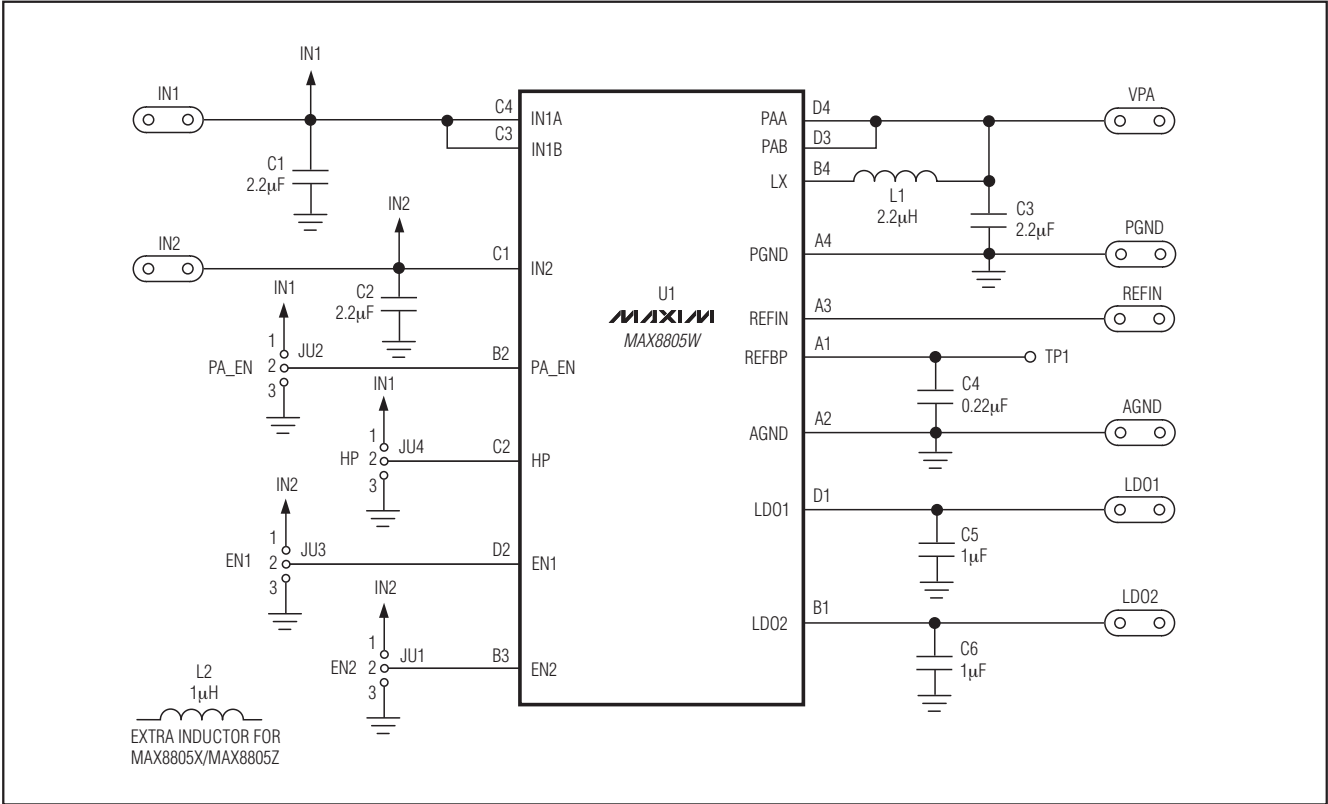 IN1
IN1
C4
IN1A
C3
IN1B
C1
2.2µF
IN2
IN2
C1
IN2
C2
2.2µF
IN1
1
JU2
PA_EN
2
3
B2
PA_EN
IN1
1
JU4
HP
2
3
C2
HP
IN2
1
JU3
EN1
2
3
D2
EN1
IN2
1
JU1
EN2
2
3
B3
EN2
L2
1µH
EXTRA INDUCTOR FOR
MAX8805X/MAX8805Z
U1
MAXIM
MAX8805W
PAA
D4
VPA
PAB
D3
LX
B4
L1
2.2µH
C3
2.2µF
PGND
A4
PGND
REFIN
A3
REFIN
REFBP
A1
TP1
C4
0.22µF
AGND
A2
AGND
LDO1
D1
LDO1
C5
1µF
LDO2
B1
LDO2
C6
1µF